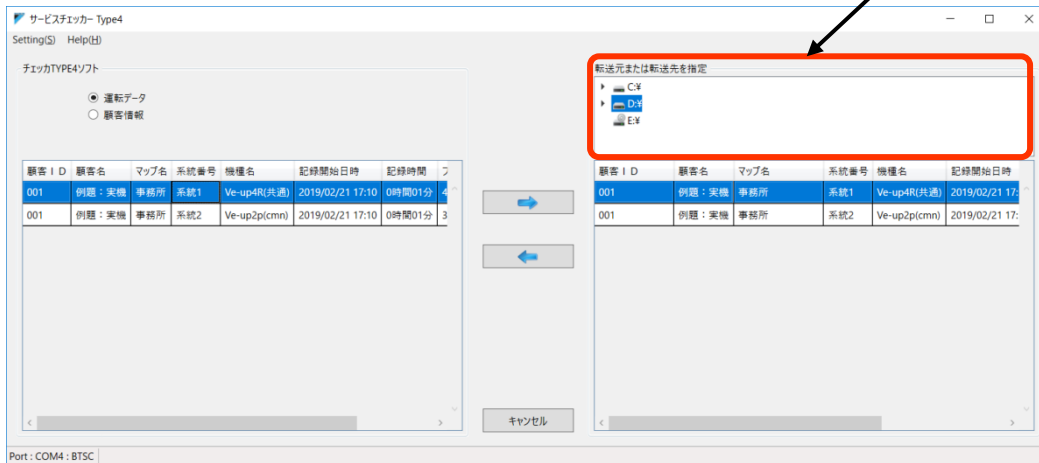 サービスチェッカー Type4
Setting(S) Help(H)
チェッカTYPE4ソフト
運転データ
顧客情報
転送元または転送先を指定
C:¥
D:¥
E:¥
顧客ID 顧客名 マップ名 系統番号 機種名 記録開始日時 記録時間 フ
001 例題：実機 事務所 系統1 Ve-up4R(共通) 2019/02/21 17:10 0時間01分 4
001 例題：実機 事務所 系統2 Ve-up2p(cmn) 2019/02/21 17:10 0時間01分 3
顧客ID 顧客名 マップ名 系統番号 機種名 記録開始日時
001 例題：実機 事務所 系統1 Ve-up4R(共通) 2019/02/21 17:
001 例題：実機 事務所 系統2 Ve-up2p(cmn) 2019/02/21 17:
キャンセル
Port : COM4 : BTSC